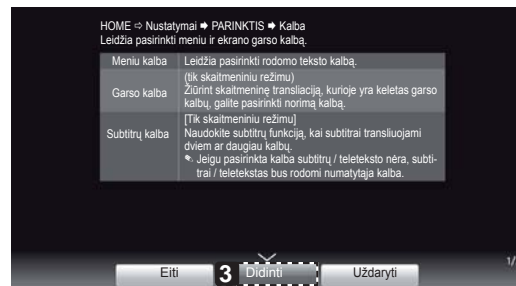 HOME ⇨ Nustatymai ➡ PARINKTIS ➡ Kalba
Leidžia pasirinkti meniu ir ekrano garso kalbą.
Meniu kalba
Leidžia pasirinkti rodomo teksto kalbą.
Garso kalba
(tik skaitmeniniu režimu)
Žiūrint skaitmeninę transliaciją, kurioje yra keletas garso
kalbų, galite pasirinkti norimą kalbą.
Subtitrų kalba
[Tik skaitmeniniu režimu]
Naudokite subtitrų funkciją, kai subtitrai transliuojami
dviem ar daugiau kalbų.
✎ Jeigu pasirinkta kalba subtitrų / teleteksto nėra, subti-
trai / teletekstas bus rodomi numatytąja kalba.
1/
Eiti
3 Didinti
Uždaryti